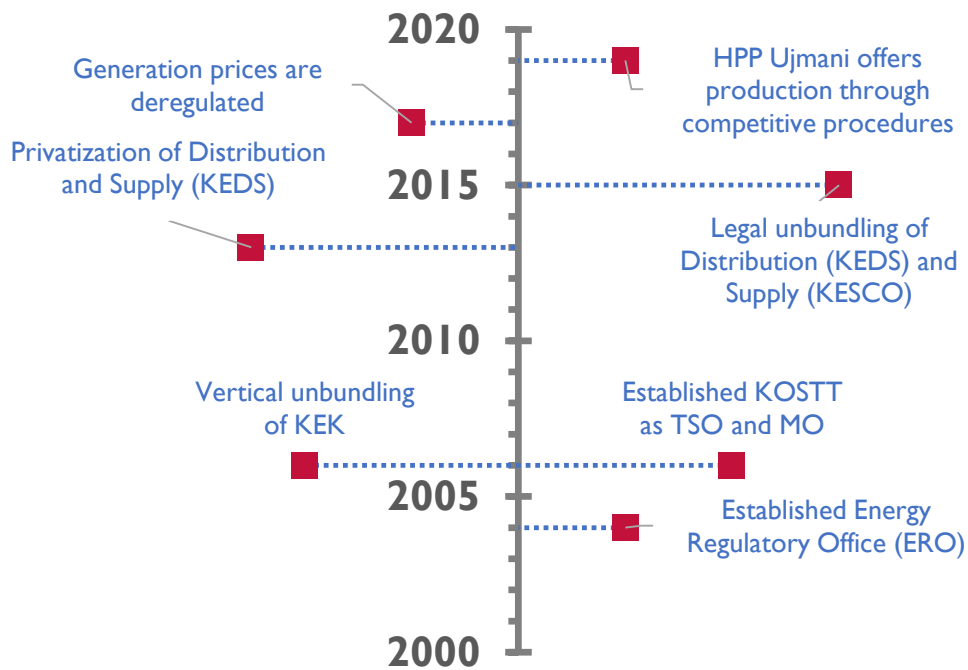 2020
HPP Ujmani offers
production through
competitive procedures
Generation prices are
deregulated
Privatization of Distribution
and Supply (KEDS)
2015
Legal unbundling of
Distribution (KEDS) and
Supply (KESCO)
2010
Vertical unbundling
of KEK
Established KOSTT
as TSO and MO
2005
Established Energy
Regulatory Office (ERO)
2000